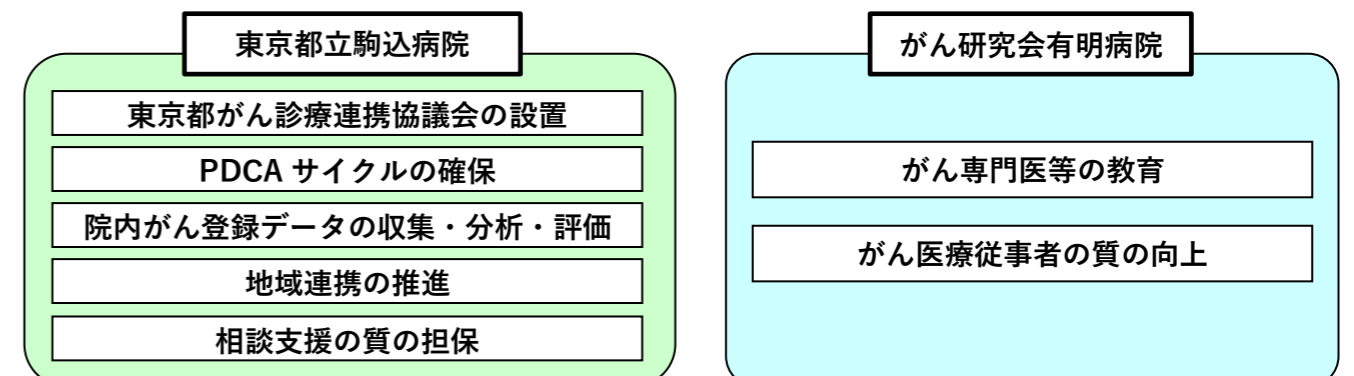 東京都立駒込病院
東京都がん診療連携協議会の設置
PDCA サイクルの確保
院内がん登録データの収集・分析・評価
地域連携の推進
相談支援の質の担保
がん研究会有明病院
がん専門医等の教育
がん医療従事者の質の向上